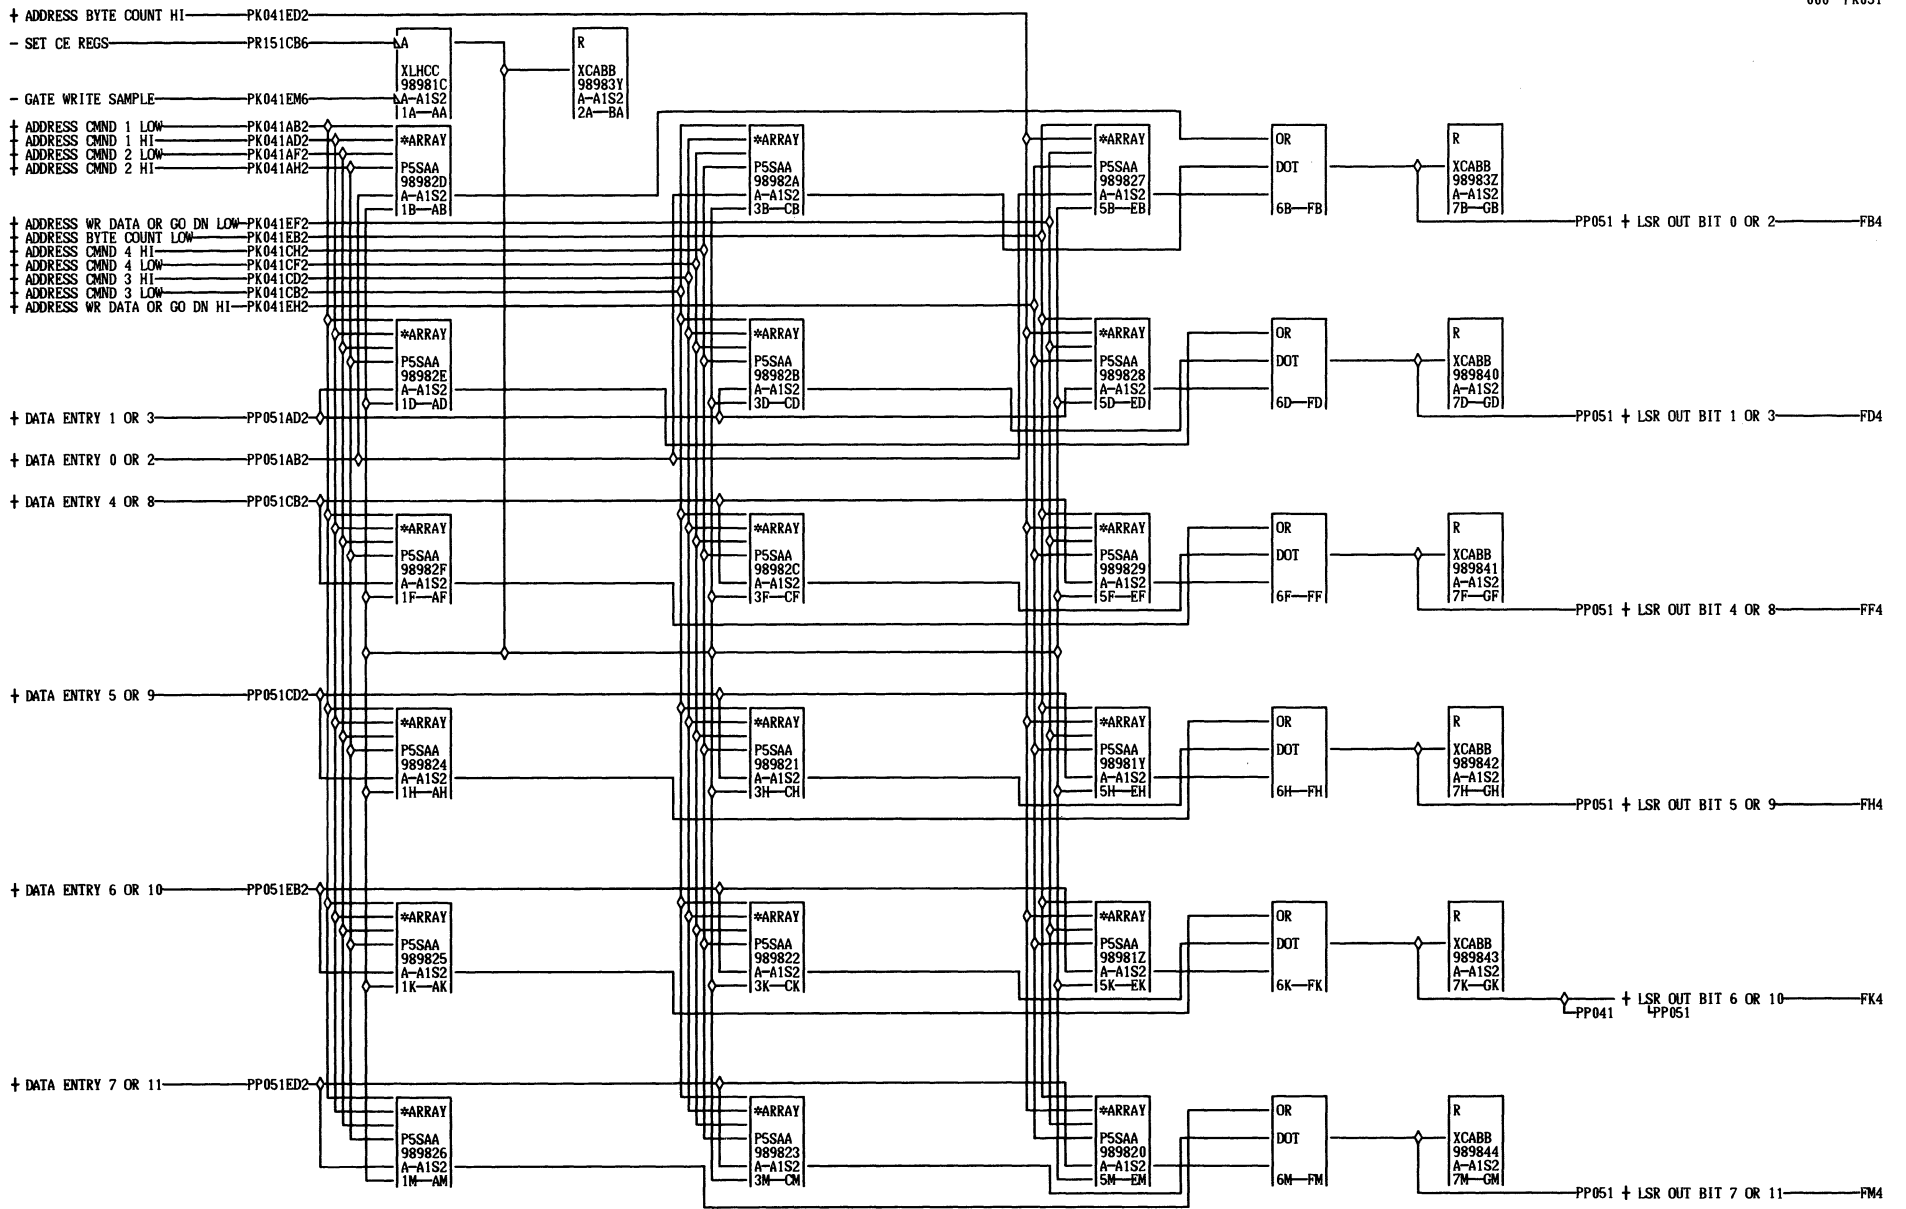 000 PK051
+ ADDRESS BYTE COUNT HI PK041ED2
- SET CE REGS PR151CB6
A R
XLHCC XCABB
98981C 98983Y
- GATE WRITE SAMPLE PK041EM6 A-A1S2 A-A1S2
1A-AA 2A-BA
+ ADDRESS CMND 1 LOW PK041AB2
+ ADDRESS CMND 1 HI PK041AD2
+ ADDRESS CMND 2 LOW PK041AF2
+ ADDRESS CMND 2 HI PK041AH2
*ARRAY *ARRAY *ARRAY OR R
P5SAA P5SAA P5SAA DOT XCABB
98982D 98982A 989827 98983Z
A-A1S2 A-A1S2 A-A1S2 A-A1S2
1B-AB 3B-CB 5B-EB 6B-FB 7B-GB
+ ADDRESS WR DATA OR GO DN LOW PK041EF2
PP051 + LSR OUT BIT 0 OR 2 FB4
+ ADDRESS BYTE COUNT LOW PK041EB2
+ ADDRESS CMND 4 HI PK041CH2
+ ADDRESS CMND 4 LOW PK041CF2
+ ADDRESS CMND 3 HI PK041CD2
+ ADDRESS CMND 3 LOW PK041CB2
+ ADDRESS WR DATA OR GO DN HI PK041EH2
*ARRAY *ARRAY *ARRAY OR R
P5SAA P5SAA P5SAA DOT XCABB
98982E 98982B 989828 989840
A-A1S2 A-A1S2 A-A1S2 A-A1S2
1D-AD 3D-CD 5D-ED 6D-FD 7D-GD
+ DATA ENTRY 1 OR 3 PP051AD2
PP051 + LSR OUT BIT 1 OR 3 FD4
+ DATA ENTRY 0 OR 2 PP051AB2
+ DATA ENTRY 4 OR 8 PP051CB2
*ARRAY *ARRAY *ARRAY OR R
P5SAA P5SAA P5SAA DOT XCABB
98982F 98982C 989829 989841
A-A1S2 A-A1S2 A-A1S2 A-A1S2
1F-AF 3F-CF 5F-EF 6F-FF 7F-GF
PP051 + LSR OUT BIT 4 OR 8 FF4
+ DATA ENTRY 5 OR 9 PP051CD2
*ARRAY *ARRAY *ARRAY OR R
P5SAA P5SAA P5SAA DOT XCABB
989824 989821 98981Y 989842
A-A1S2 A-A1S2 A-A1S2 A-A1S2
1H-AH 3H-CH 5H-EH 6H-FH 7H-GH
PP051 + LSR OUT BIT 5 OR 9 FH4
+ DATA ENTRY 6 OR 10 PP051EB2
*ARRAY *ARRAY *ARRAY OR R
P5SAA P5SAA P5SAA DOT XCABB
989825 989822 98981Z 989843
A-A1S2 A-A1S2 A-A1S2 A-A1S2
1K-AK 3K-CK 5K-EK 6K-FK 7K-GK
+ LSR OUT BIT 6 OR 10 FK4
PP041 PP051
+ DATA ENTRY 7 OR 11 PP051ED2
*ARRAY *ARRAY *ARRAY OR R
P5SAA P5SAA P5SAA DOT XCABB
989826 989823 989820 989844
A-A1S2 A-A1S2 A-A1S2 A-A1S2
1M-AM 3M-CM 5M-EM 6M-FM 7M-GM
PP051 + LSR OUT BIT 7 OR 11 FM4